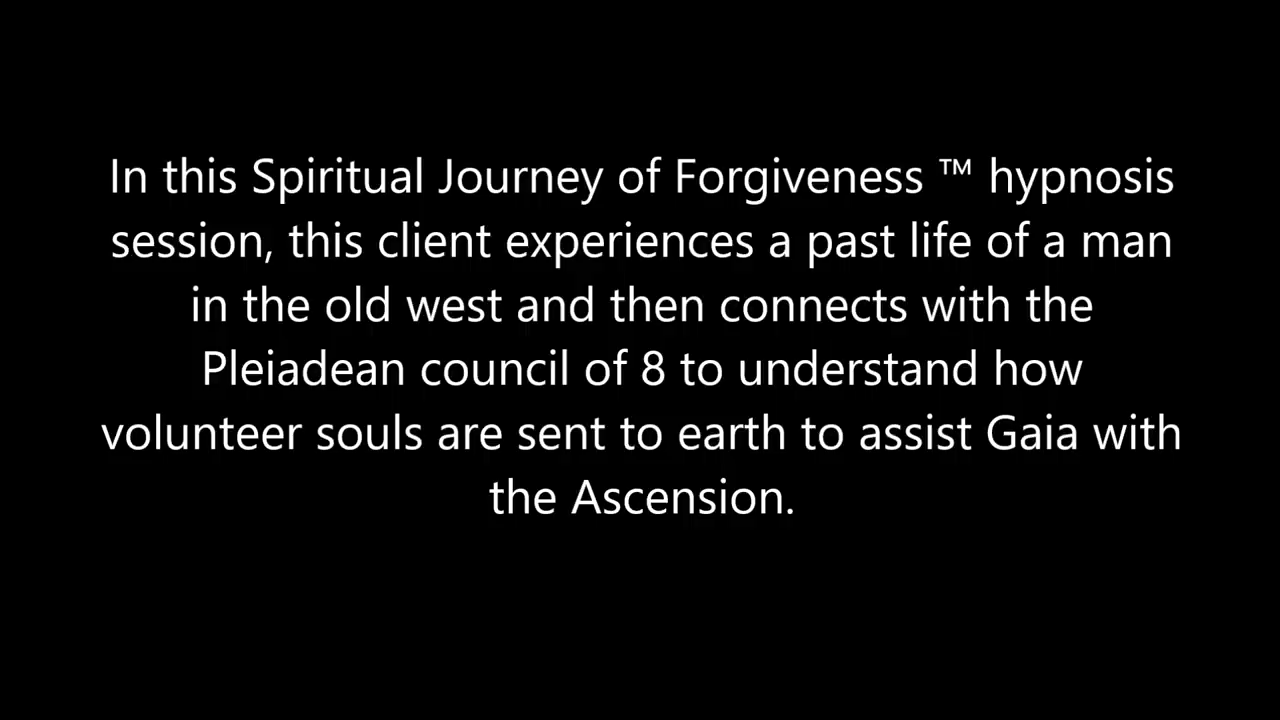 In this Spiritual Journey of Forgiveness ™ hypnosis
session, this client experiences a past life of a man
in the old west and then connects with the
Pleiadean council of 8 to understand how
volunteer souls are sent to earth to assist Gaia with
the Ascension.